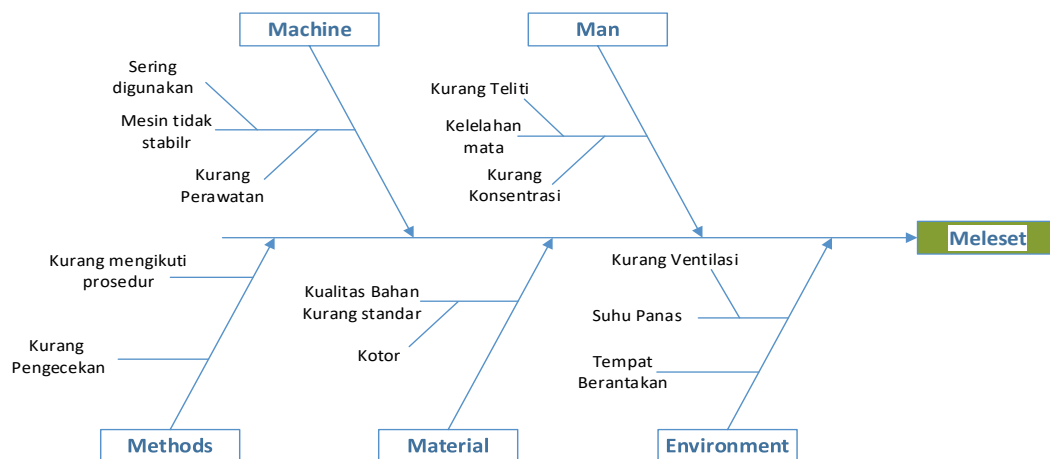 Machine
Man
Sering
digunakan
Mesin tidak
stabilr
Kurang
Perawatan
Kurang Teliti
Kelelahan
mata
Kurang
Konsentrasi
Meleset
Kurang mengikuti
prosedur
Kurang
Pengecekan
Kualitas Bahan
Kurang standar
Kotor
Kurang Ventilasi
Suhu Panas
Tempat
Berantakan
Methods
Material
Environment